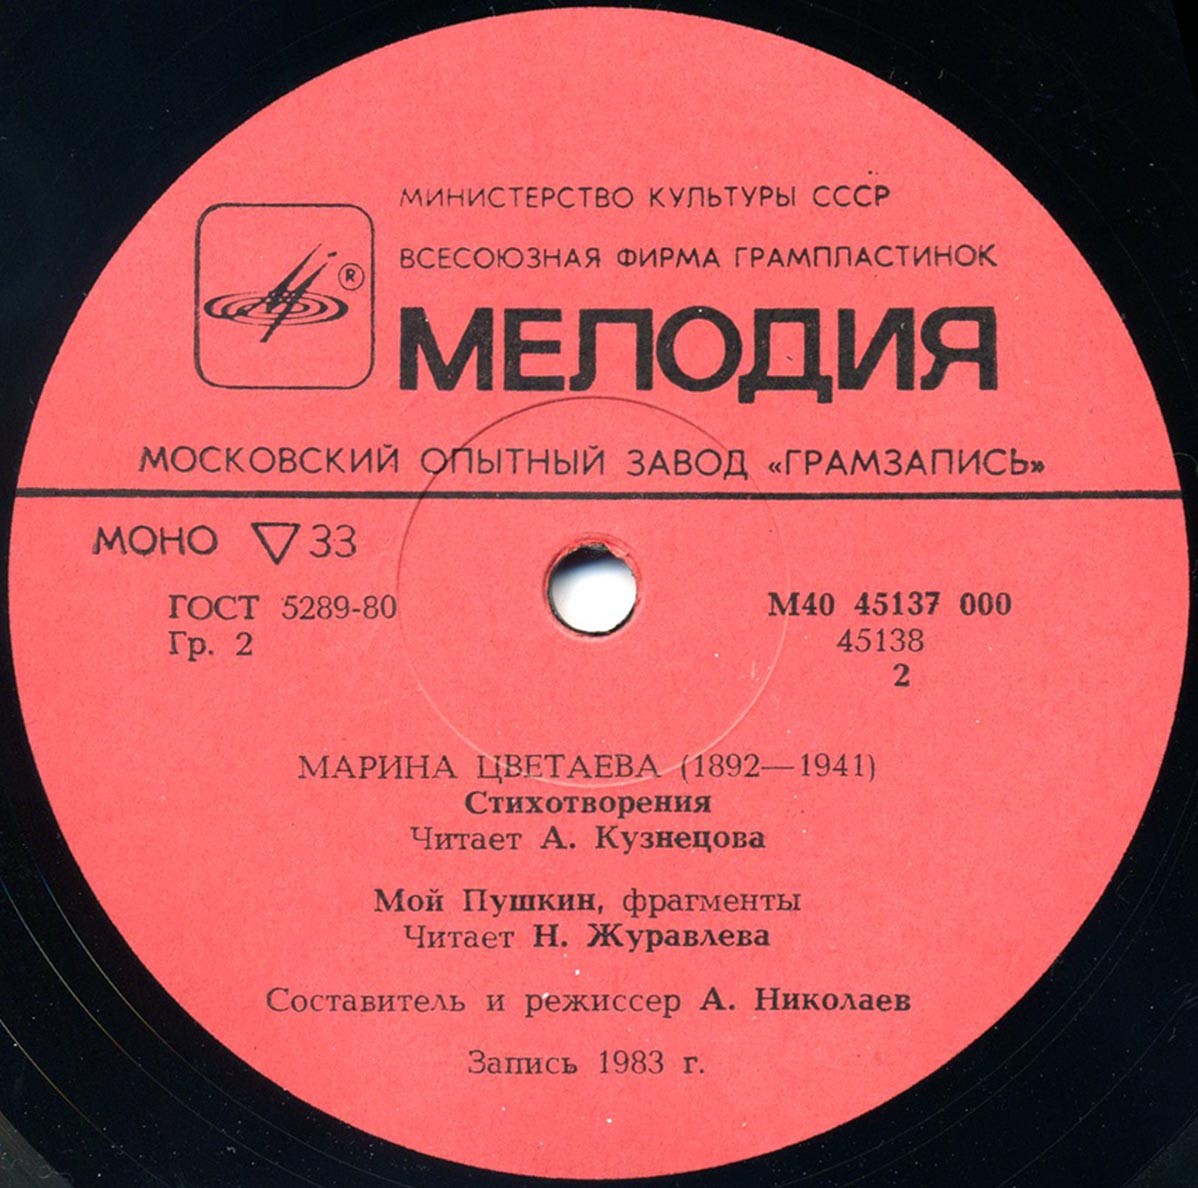 МИНИСТЕРСТВО КУЛЬТУРЫ СССР
ВСЕСОЮЗНАЯ ФИРМА ГРАМПЛАСТИНОК
®
МЕЛОДИЯ
МОСКОВСКИЙ ОПЫТНЫЙ ЗАВОД «ГРАМЗАПИСЬ»
МОНО ▽ 33
ГОСТ 5289-80
Гр. 2
М40 45137 000
45138
2
МАРИНА ЦВЕТАЕВА (1892—1941)
Стихотворения
Читает А. Кузнецова
Мой Пушкин, фрагменты
Читает Н. Журавлева
Составитель и режиссер А. Николаев
Запись 1983 г.